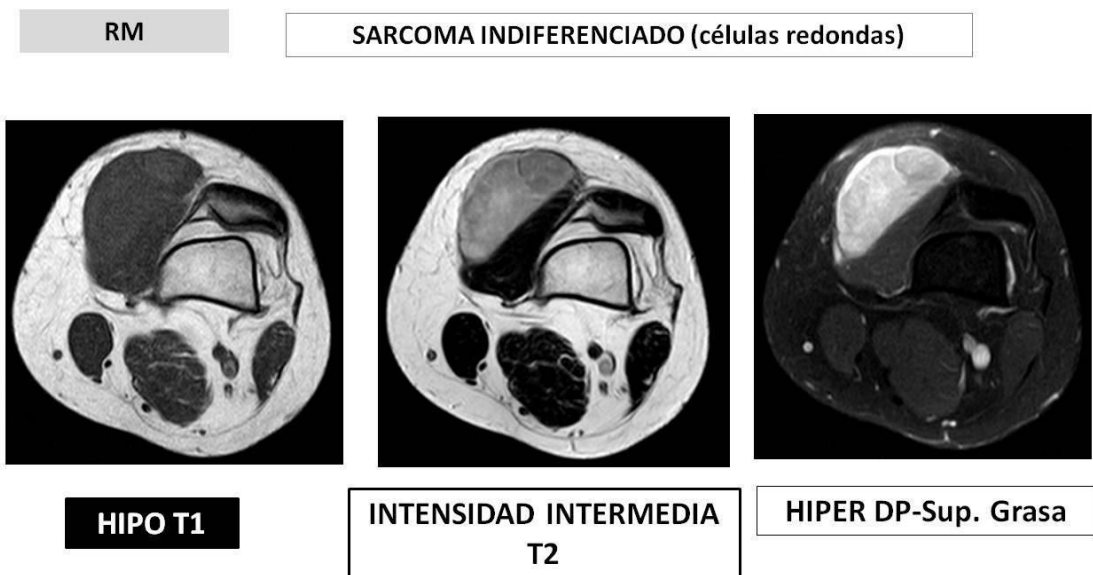 RM
SARCOMA INDIFERENCIADO (células redondas)
HIPO T1
INTENSIDAD INTERMEDIA
T2
HIPER DP-Sup. Grasa